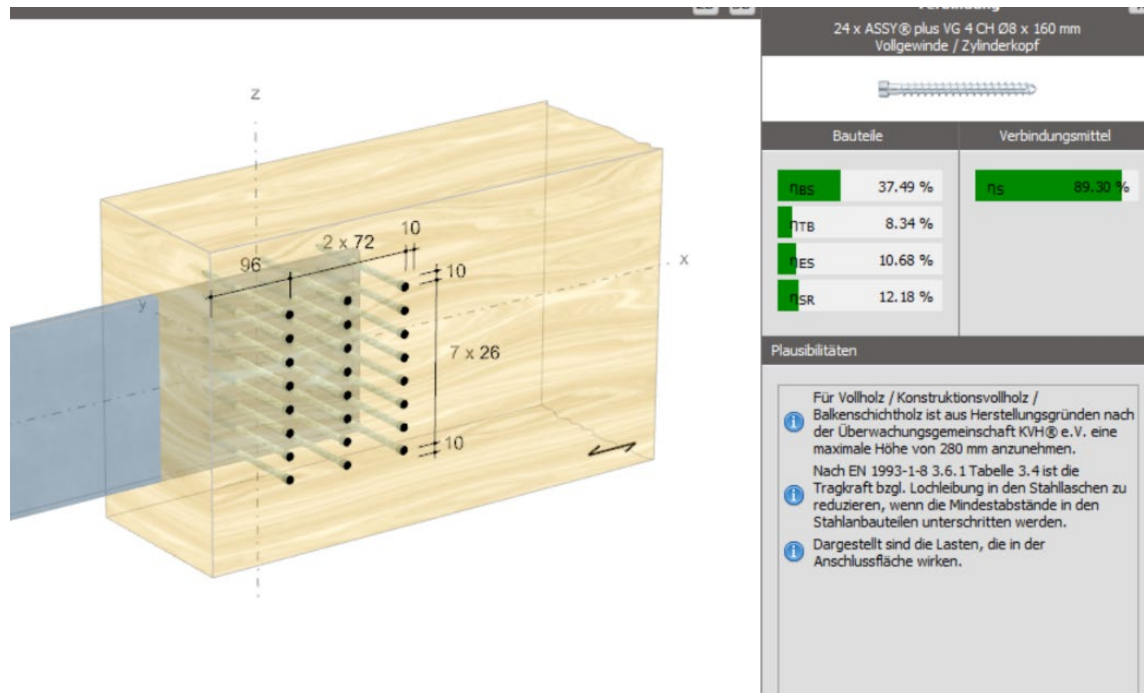 Verbindung
24 x ASSY® plus VG 4 CH Ø8 x 160 mm
Vollgewinde / Zylinderkopf
Bauteile
Verbindungsmittel
ηBS 37.49 %
ηTB 8.34 %
ηES 10.68 %
ηSR 12.18 %
ηS 89.30 %
Plausibilitäten
Für Vollholz / Konstruktionsvollholz /
Balkenschichtholz ist aus Herstellungsgründen nach
der Überwachungsgemeinschaft KVH® e.V. eine
maximale Höhe von 280 mm anzunehmen.
Nach EN 1993-1-8 3.6.1 Tabelle 3.4 ist die
Tragkraft bzgl. Lochleibung in den Stahllaschen zu
reduzieren, wenn die Mindestabstände in den
Stahlanbauteilen unterschritten werden.
Dargestellt sind die Lasten, die in der
Anschlussfläche wirken.
z
10
2 x 72
96
10
x
y
7 x 26
10